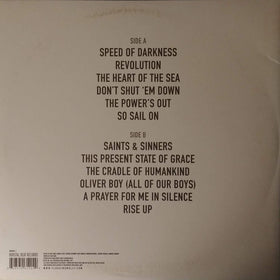 SIDE A
SPEED OF DARKNESS
REVOLUTION
THE HEART OF THE SEA
DON'T SHUT 'EM DOWN
THE POWER'S OUT
SO SAIL ON
SIDE B
SAINTS & SINNERS
THIS PRESENT STATE OF GRACE
THE CRADLE OF HUMANKIND
OLIVER BOY (ALL OF OUR BOYS)
A PRAYER FOR ME IN SILENCE
RISE UP